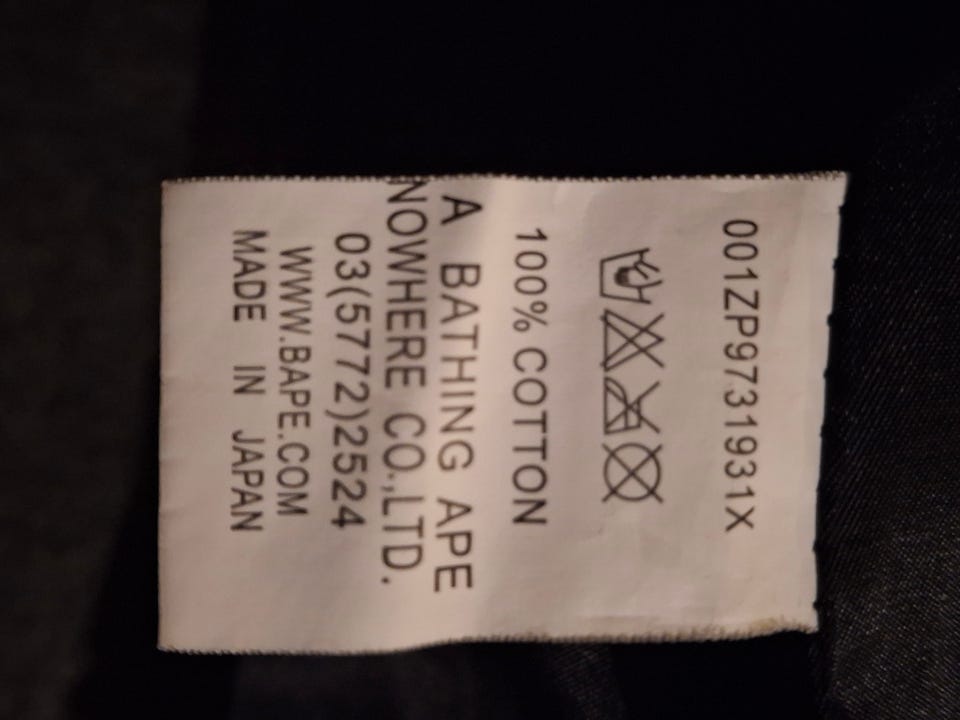 001ZP9731931X
100% COTTON
A BATHING APE
NOWHERE CO.,LTD.
03(5772)2524
WWW.BAPE.COM
MADE IN JAPAN